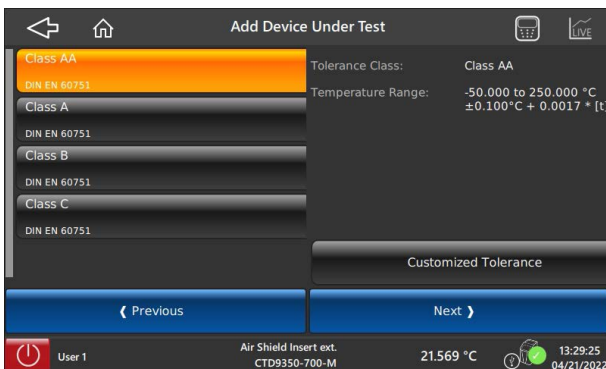 Add Device Under Test
LIVE
Class AA
DIN EN 60751
Class A
DIN EN 60751
Class B
DIN EN 60751
Class C
DIN EN 60751
Tolerance Class: Class AA
Temperature Range: -50.000 to 250.000 °C
±0.100°C + 0.0017 * [t
Customized Tolerance
❬ Previous
Next ❭
User 1
Air Shield Insert ext.
CTD9350-700-M
21.569 °C
13:29:25
04/21/2022